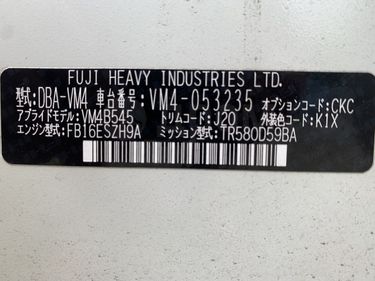 FUJI HEAVY INDUSTRIES LTD.
型式:DBA-VM4 車台番号:VM4-053235 オプションコード:CKC
アプライドモデル:VM4B545 トリムコード:J20 外装色コード:K1X
エンジン型式:FB16ESZH9A ミッション型式:TR580D59BA